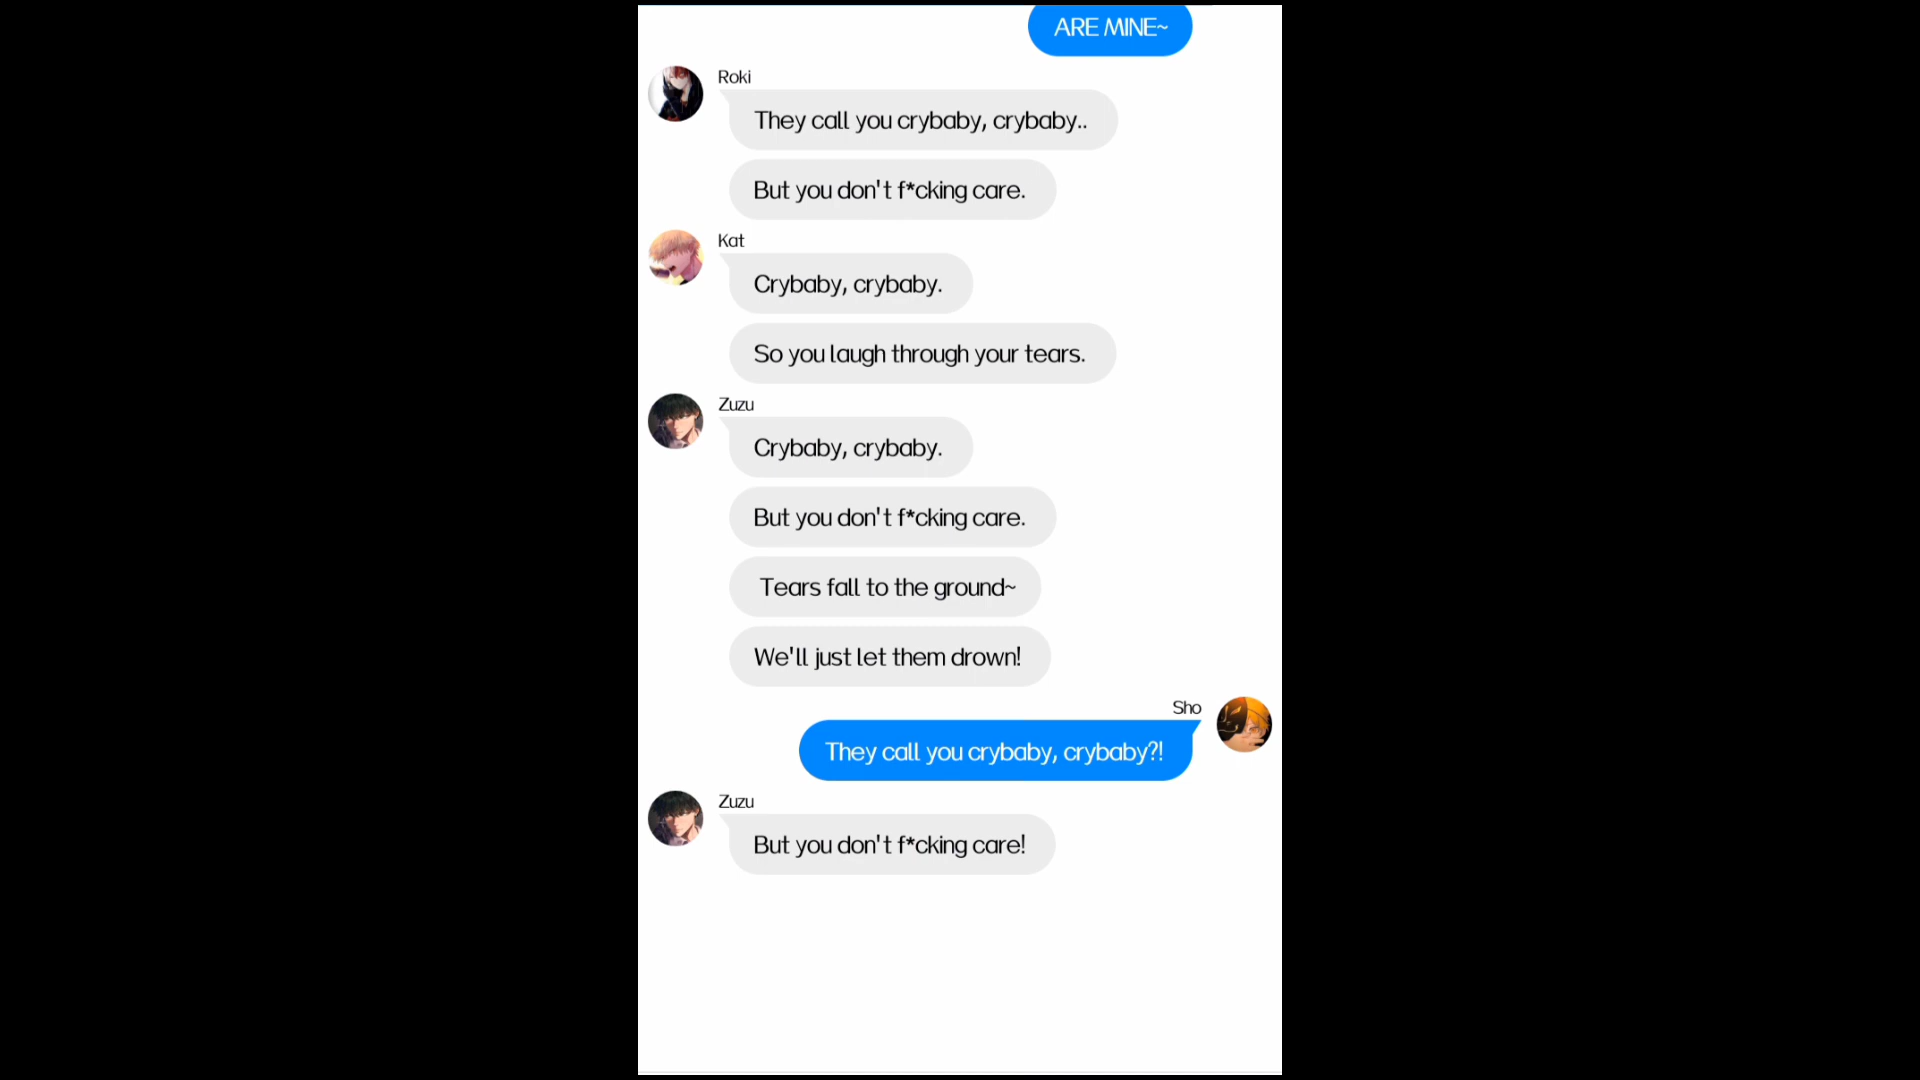 ARE MINE~
Roki
They call you crybaby, crybaby..
But you don't f*cking care.
Kat
Crybaby, crybaby.
So you laugh through your tears.
Zuzu
Crybaby, crybaby.
But you don't f*cking care.
Tears fall to the ground~
We'll just let them drown!
Sho
They call you crybaby, crybaby?!
Zuzu
But you don't f*cking care!